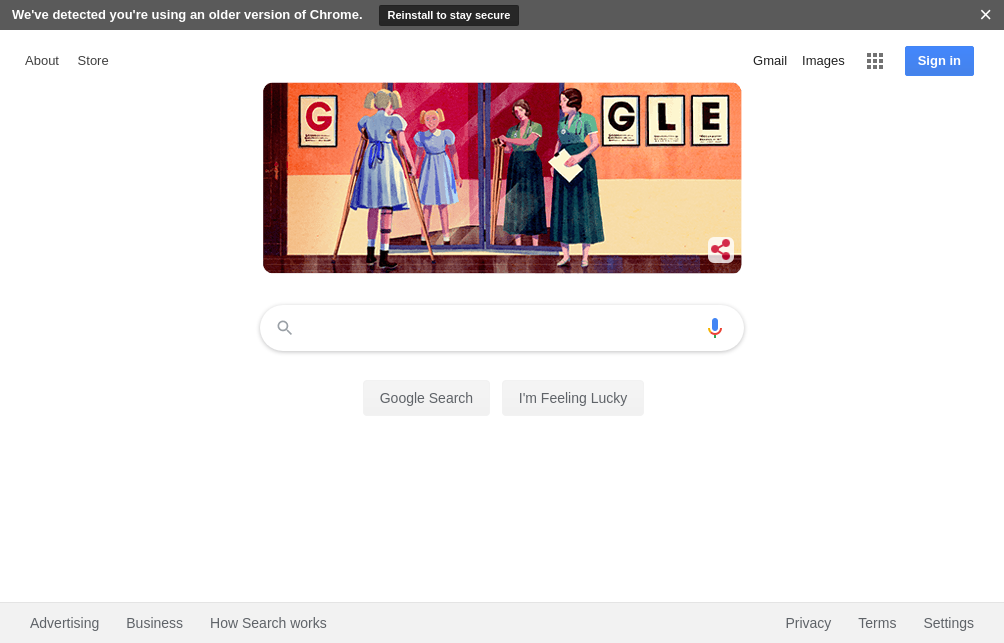 We've detected you're using an older version of Chrome. Reinstall to stay secure
About Store Gmail Images Sign in
G G L E
Google Search I'm Feeling Lucky
Advertising Business How Search works Privacy Terms Settings